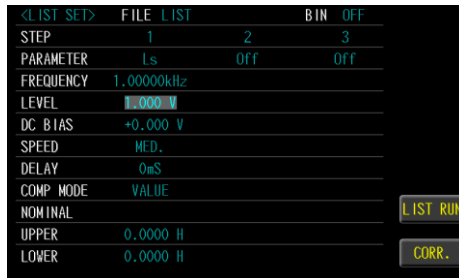 <LIST SET> FILE LIST BIN OFF
STEP 1 2 3
PARAMETER Ls Off Off
FREQUENCY 1.00000kHz
LEVEL 1.000 V
DC BIAS +0.000 V
SPEED MED.
DELAY 0mS
COMP MODE VALUE
NOMINAL
LIST RUN
UPPER 0.0000 H
LOWER 0.0000 H
CORR.